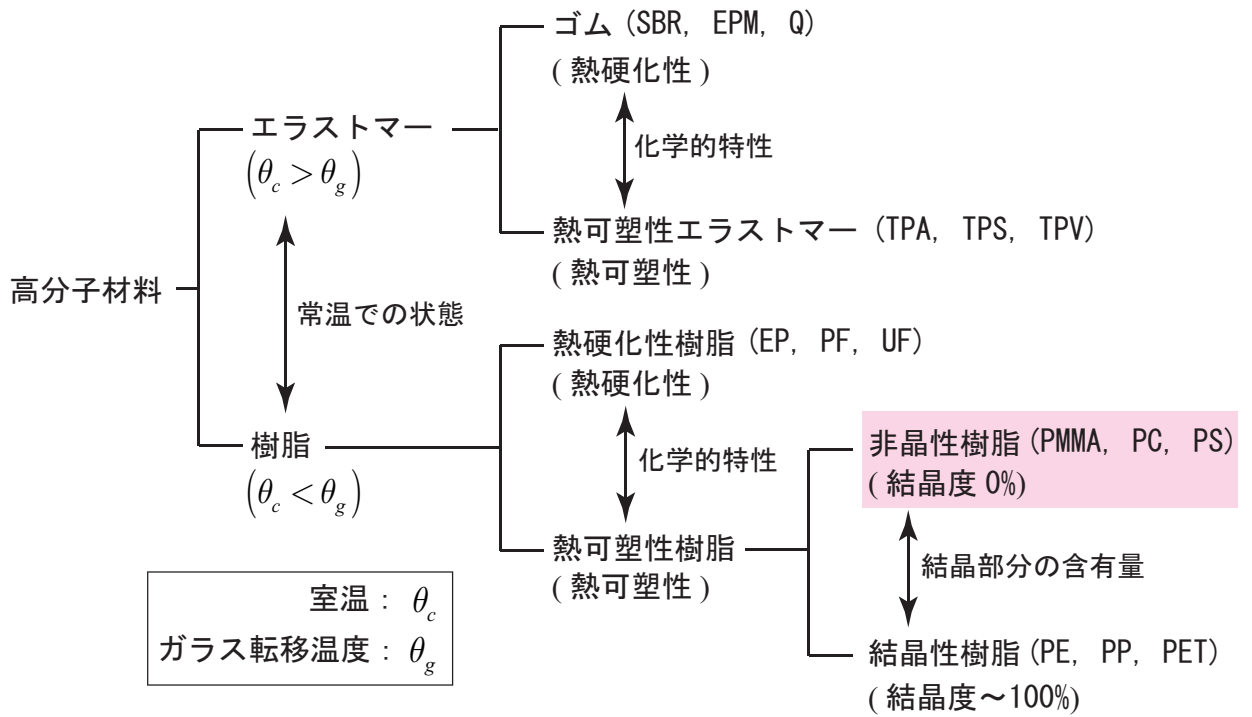 ゴム (SBR, EPM, Q)
( 熱硬化性 )
エラストマー
(θc > θg)
化学的特性
熱可塑性エラストマー (TPA, TPS, TPV)
( 熱可塑性 )
高分子材料
常温での状態
熱硬化性樹脂 (EP, PF, UF)
( 熱硬化性 )
樹脂
(θc < θg)
化学的特性
非晶性樹脂 (PMMA, PC, PS)
( 結晶度 0%)
熱可塑性樹脂
( 熱可塑性 )
結晶部分の含有量
室温 : θc
ガラス転移温度 : θg
結晶性樹脂 (PE, PP, PET)
( 結晶度～100%)